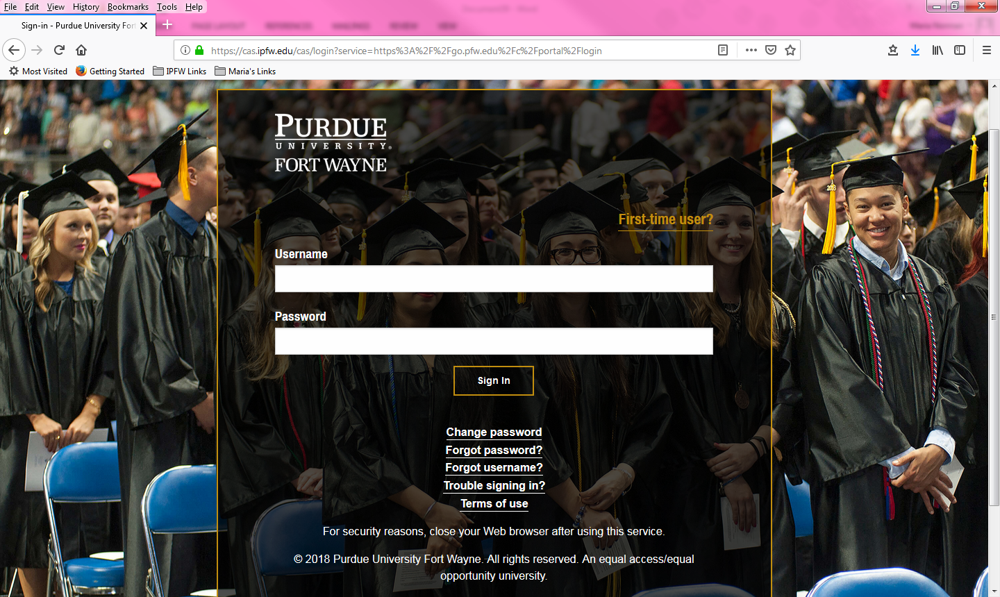 File Edit View History Bookmarks Tools Help
Sign-in - Purdue University Fort
https://cas.ipfw.edu/cas/login?service=https%3A%2F%2Fgo.pfw.edu%2Fc%2Fportal%2Flogin
Most Visited Getting Started IPFW Links Maria's Links
PURDUE
UNIVERSITY®
FORT WAYNE
First-time user?
Username
Password
Sign In
Change password
Forgot password?
Forgot username?
Trouble signing in?
Terms of use
For security reasons, close your Web browser after using this service.
© 2018 Purdue University Fort Wayne. All rights reserved. An equal access/equal
opportunity university.